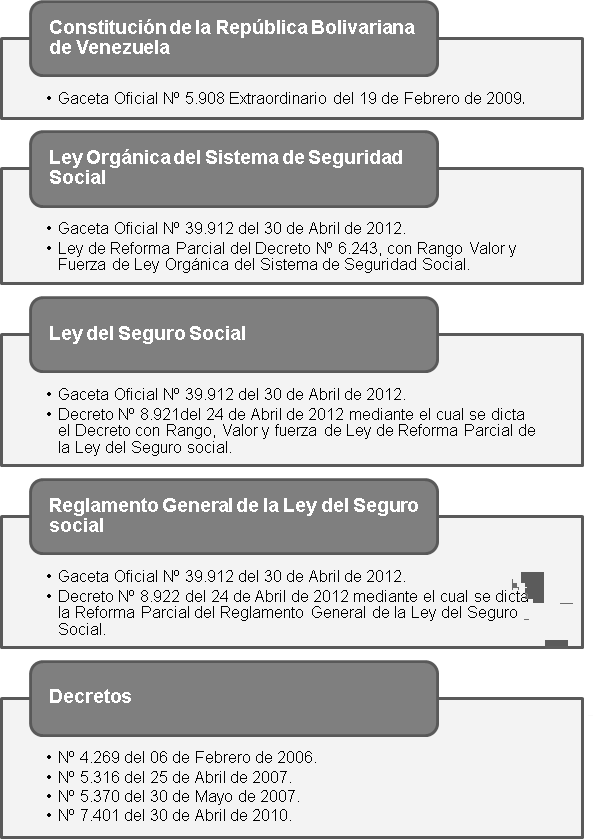 Constitución de la República Bolivariana
de Venezuela
• Gaceta Oficial Nº 5.908 Extraordinario del 19 de Febrero de 2009.
Ley Orgánica del Sistema de Seguridad
Social
• Gaceta Oficial Nº 39.912 del 30 de Abril de 2012.
• Ley de Reforma Parcial del Decreto Nº 6.243, con Rango Valor y
Fuerza de Ley Orgánica del Sistema de Seguridad Social.
Ley del Seguro Social
• Gaceta Oficial Nº 39.912 del 30 de Abril de 2012.
• Decreto Nº 8.921del 24 de Abril de 2012 mediante el cual se dicta
el Decreto con Rango, Valor y fuerza de Ley de Reforma Parcial de
la Ley del Seguro social.
Reglamento General de la Ley del Seguro
social
• Gaceta Oficial Nº 39.912 del 30 de Abril de 2012.
• Decreto Nº 8.922 del 24 de Abril de 2012 mediante el cual se dicta
la Reforma Parcial del Reglamento General de la Ley del Seguro
Social.
Decretos
• Nº 4.269 del 06 de Febrero de 2006.
• Nº 5.316 del 25 de Abril de 2007.
• Nº 5.370 del 30 de Mayo de 2007.
• Nº 7.401 del 30 de Abril de 2010.